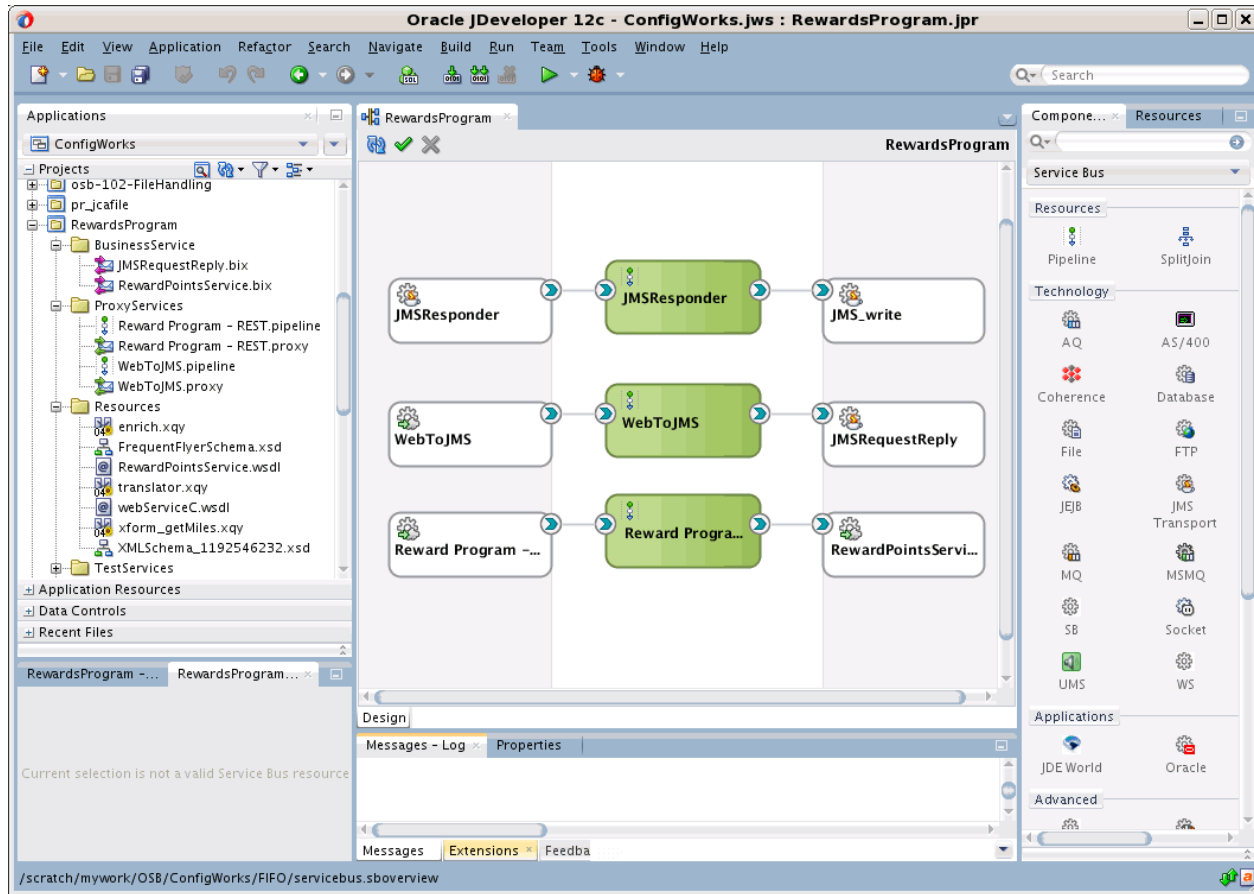 Oracle JDeveloper 12c - ConfigWorks.jws : RewardsProgram.jpr
File Edit View Application Refactor Search Navigate Build Run Team Tools Window Help
Search
Applications
ConfigWorks
Projects
osb-102-FileHandling
pr_jcafile
RewardsProgram
BusinessService
JMSRequestReply.bix
RewardPointsService.bix
ProxyServices
Reward Program - REST.pipeline
Reward Program - REST.proxy
WebToJMS.pipeline
WebToJMS.proxy
Resources
enrich.xqy
FrequentFlyerSchema.xsd
RewardPointsService.wsdl
translator.xqy
webServiceC.wsdl
xform_getMiles.xqy
XMLSchema_1192546232.xsd
TestServices
Application Resources
Data Controls
Recent Files
RewardsProgram -... RewardsProgram...
Current selection is not a valid Service Bus resource
RewardsProgram
RewardsProgram
JMSResponder JMSResponder JMS_write
WebToJMS WebToJMS JMSRequestReply
Reward Program -... Reward Progra... RewardPointsServi...
Design
Messages - Log Properties
Messages Extensions Feedba
Compone... Resources
Service Bus
Resources
Pipeline SplitJoin
Technology
AQ AS/400
Coherence Database
File FTP
JEJB JMS
Transport
MQ MSMQ
SB Socket
UMS WS
Applications
JDE World Oracle
Advanced
/scratch/mywork/OSB/ConfigWorks/FIFO/servicebus.sboverview